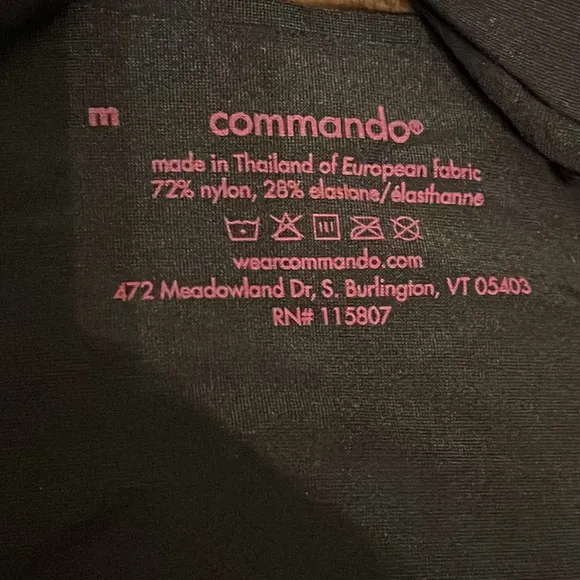 m
commando®
made in Thailand of European fabric
72% nylon, 28% elastane/élasthanne
wearcommando.com
472 Meadowland Dr, S. Burlington, VT 05403
RN# 115807